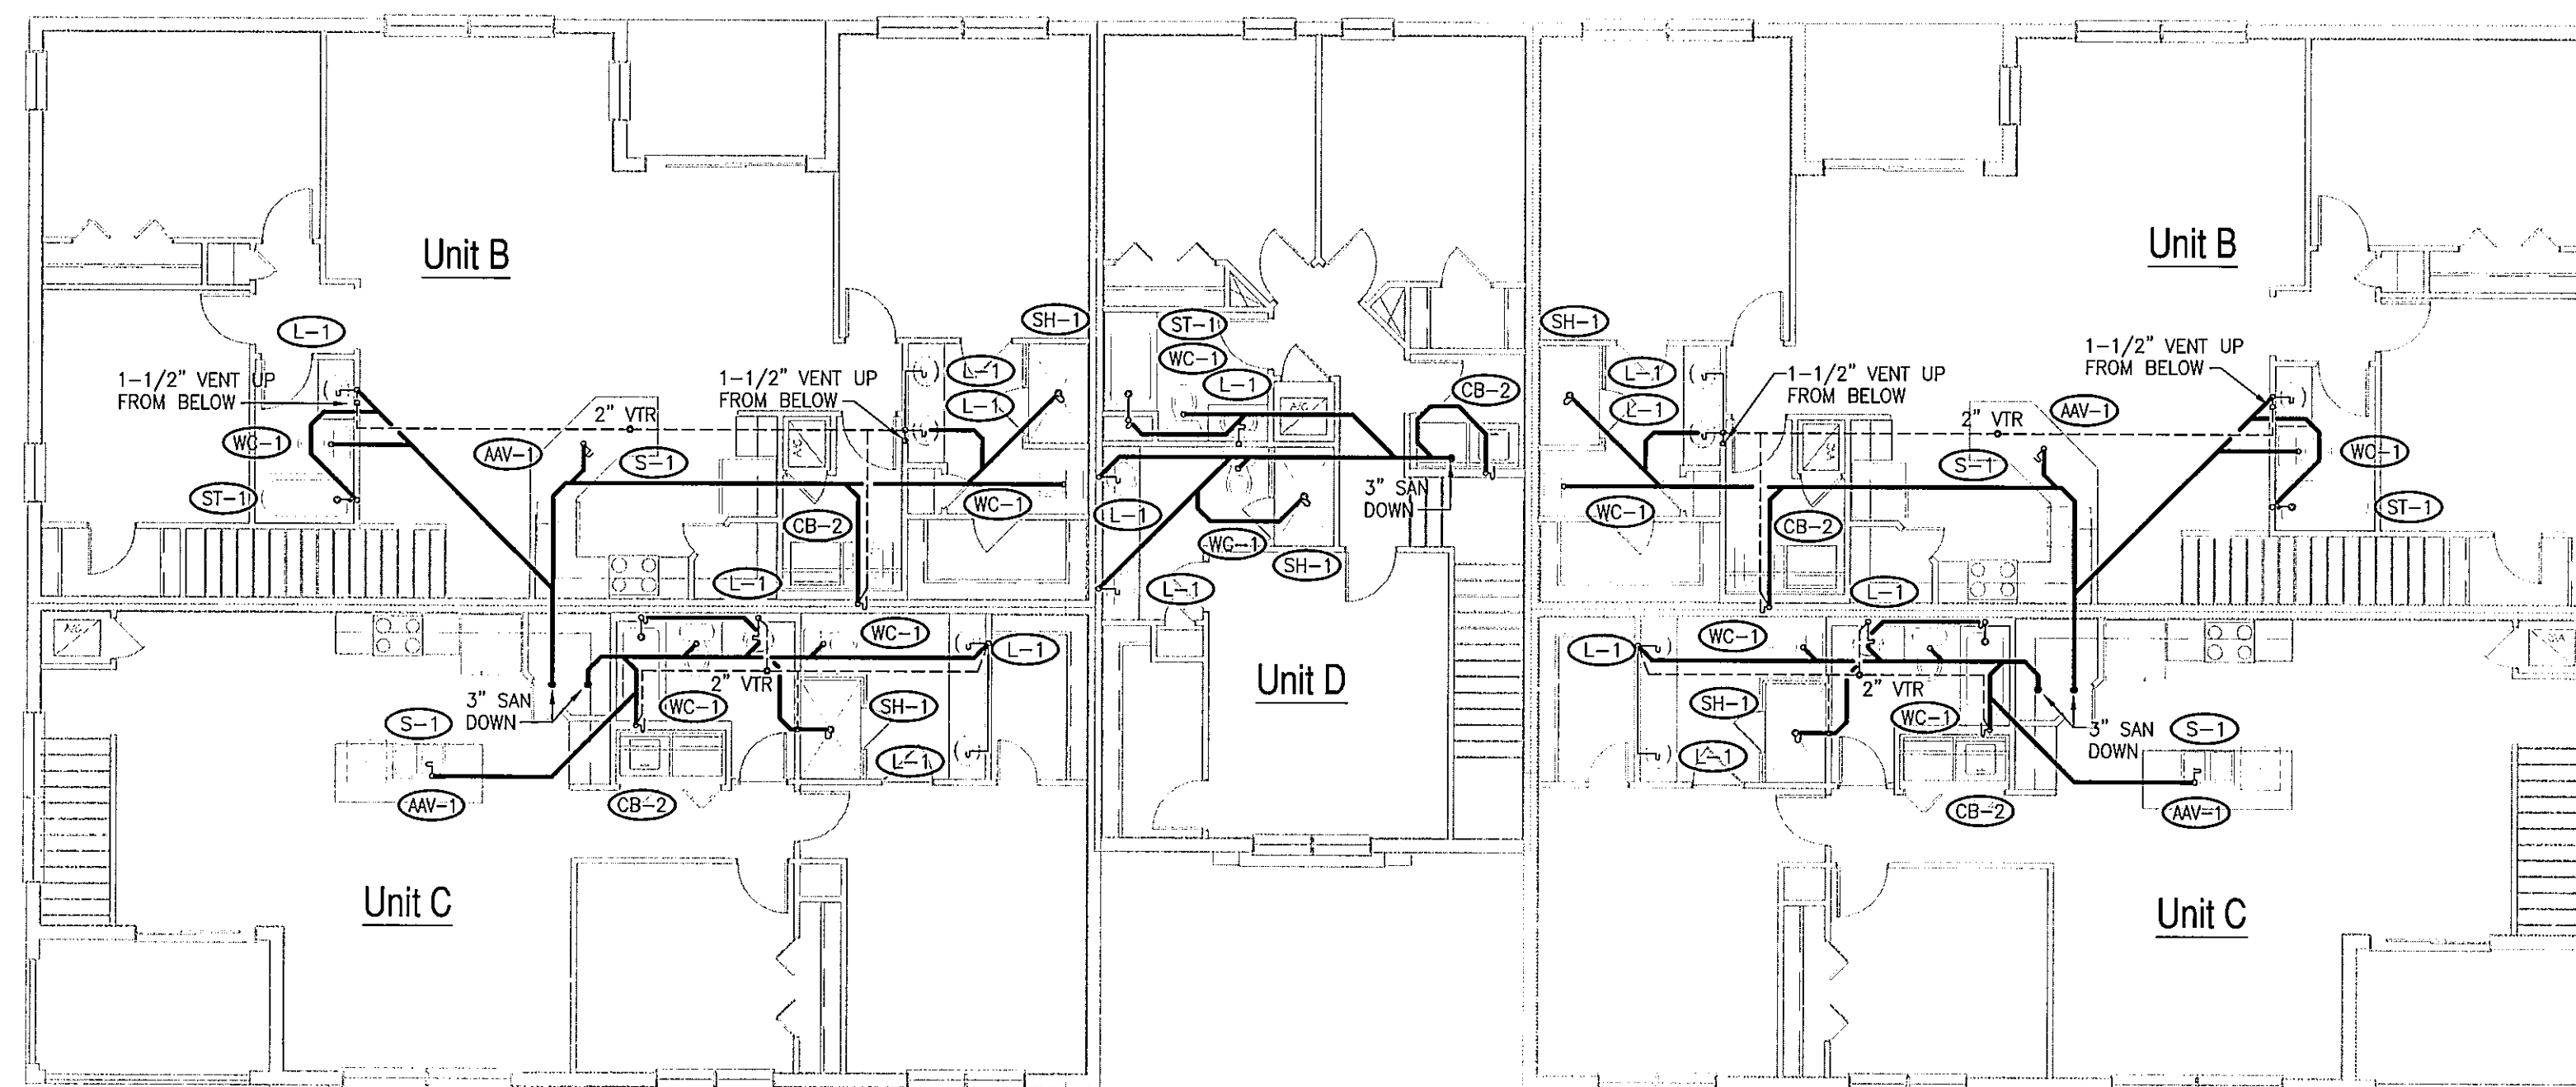 Unit B
Unit B
L-1
SH-1
ST-1
WC-1
L-1
SH-1
L-1
L-1
1-1/2" VENT UP
FROM BELOW
1-1/2" VENT UP
FROM BELOW
L-1
L-1
1-1/2" VENT UP
FROM BELOW
1-1/2" VENT UP
FROM BELOW
CB-2
WC-1
2" VTR
AAV-1
S-1
2" VTR
AAV-1
S-1
WC-1
ST-1
CB-2
WC-1
L-1
3" SAN
DOWN
WC-1
SH-1
WC-1
CB-2
ST-1
L-1
L-1
L-1
WC-1
L-1
2" VTR
3" SAN
DOWN
WC-1
SH-1
S-1
L-1
AAV-1
CB-2
Unit D
L-1
WC-1
SH-1
2" VTR
WC-1
3" SAN
DOWN
S-1
L-1
CB-2
AAV-1
Unit C
Unit C